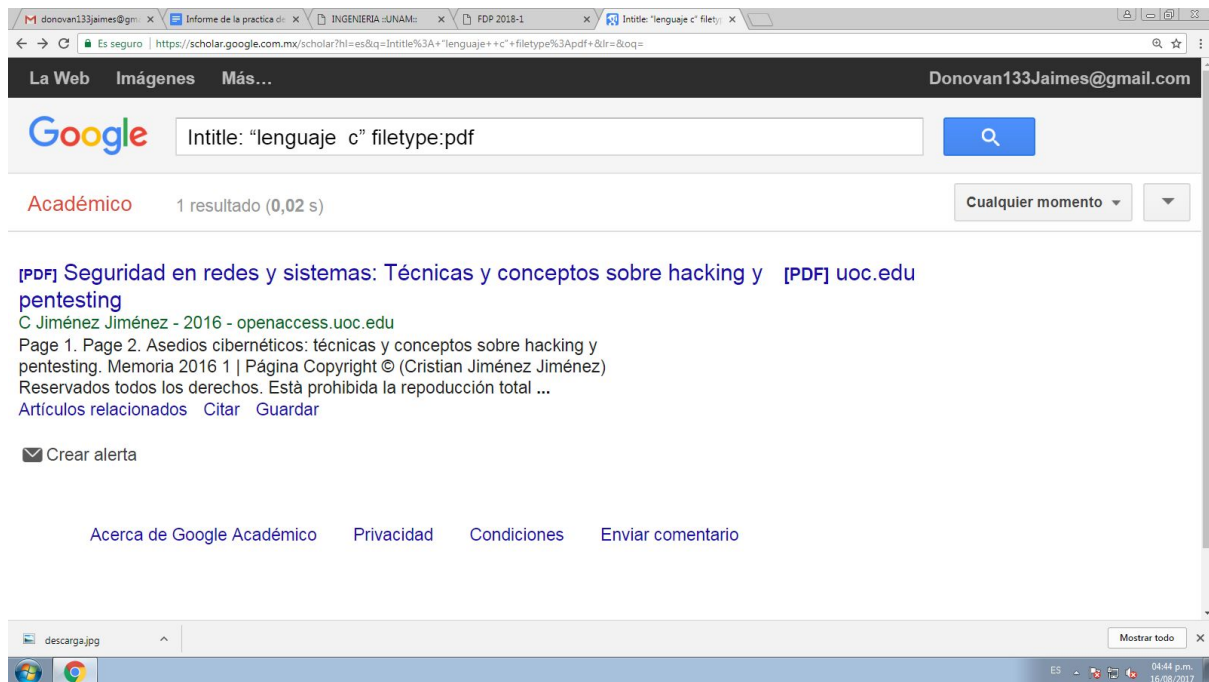 donovan133jaimes@gm
Informe de la practica de
INGENIERIA ::UNAM::
FDP 2018-1
Intitle: "lenguaje c" filety
Es seguro
https://scholar.google.com.mx/scholar?hl=es&q=Intitle%3A+"lenguaje++c"+filetype%3Apdf+&lr=&oq=
La Web Imágenes Más...
Donovan133Jaimes@gmail.com
Google
Intitle: “lenguaje  c” filetype:pdf
Académico
1 resultado (0,02 s)
Cualquier momento
[PDF] Seguridad en redes y sistemas: Técnicas y conceptos sobre hacking y
pentesting
[PDF] uoc.edu
C Jiménez Jiménez - 2016 - openaccess.uoc.edu
Page 1. Page 2. Asedios cibernéticos: técnicas y conceptos sobre hacking y
pentesting. Memoria 2016 1 | Página Copyright © (Cristian Jiménez Jiménez)
Reservados todos los derechos. Està prohibida la repoducción total ...
Artículos relacionados Citar Guardar
Crear alerta
Acerca de Google Académico Privacidad Condiciones Enviar comentario
descarga.jpg
Mostrar todo
ES
04:44 p.m.
16/08/2017